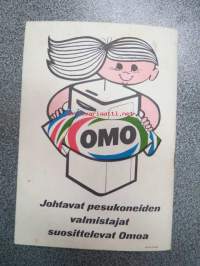 OMO
Johtavat pesukoneiden
valmistajat
suosittelevat Omoa